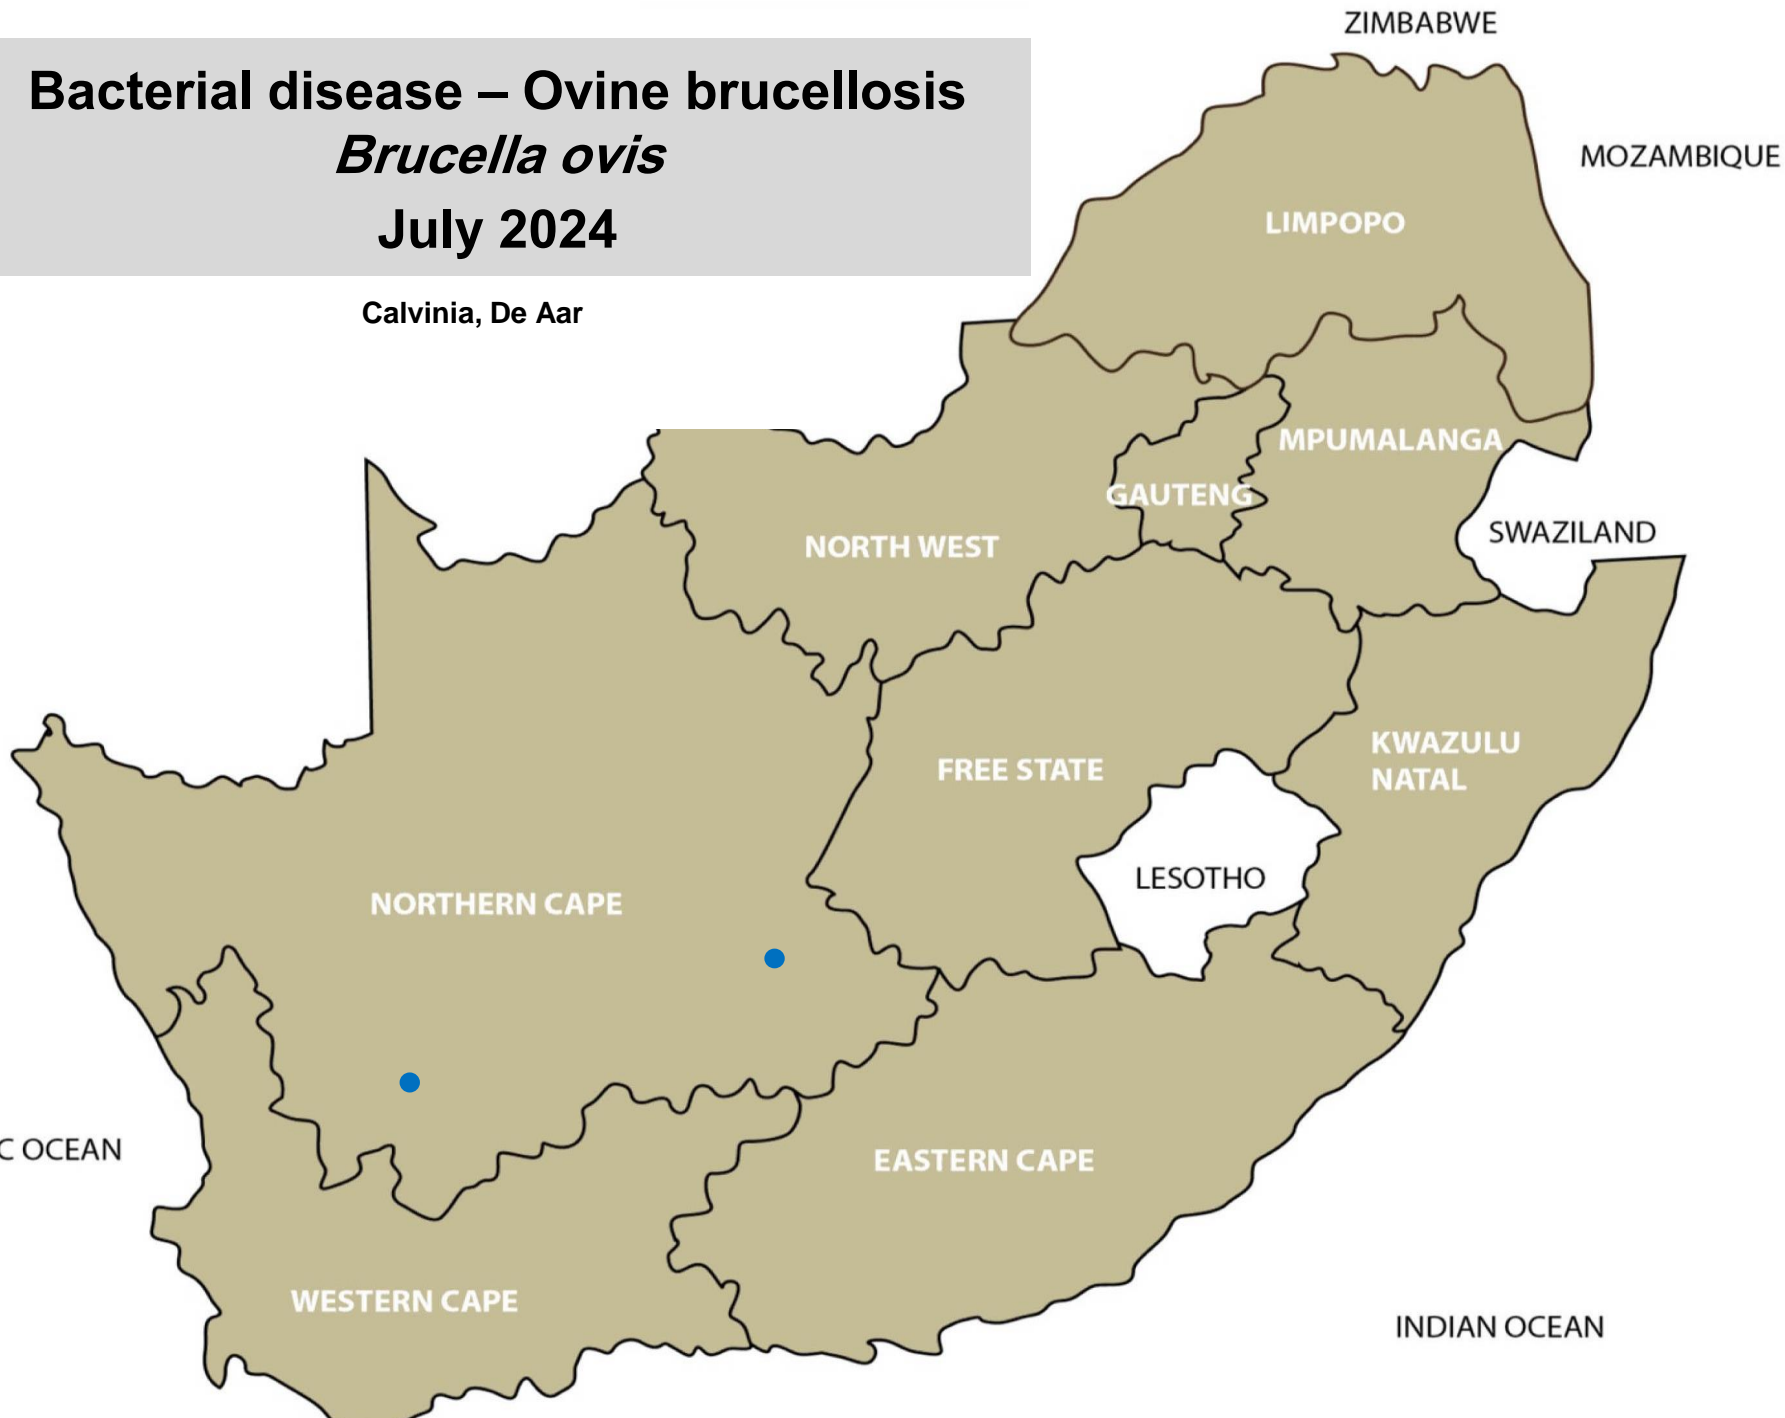 ZIMBABWE
Bacterial disease – Ovine brucellosis
Brucella ovis
July 2024
MOZAMBIQUE
LIMPOPO
Calvinia, De Aar
MPUMALANGA
GAUTENG
SWAZILAND
NORTH WEST
KWAZULU
NATAL
FREE STATE
LESOTHO
NORTHERN CAPE
C OCEAN
EASTERN CAPE
WESTERN CAPE
INDIAN OCEAN